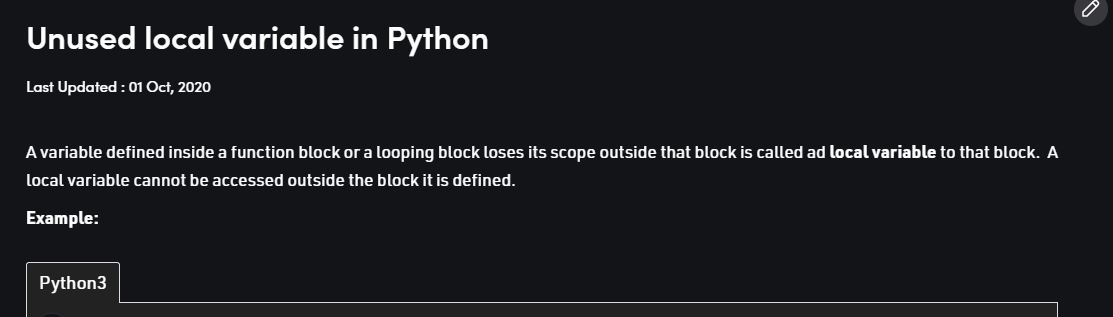 Unused local variable in Python
Last Updated : 01 Oct, 2020
A variable defined inside a function block or a looping block loses its scope outside that block is called ad local variable to that block.  A
local variable cannot be accessed outside the block it is defined.
Example:
Python3